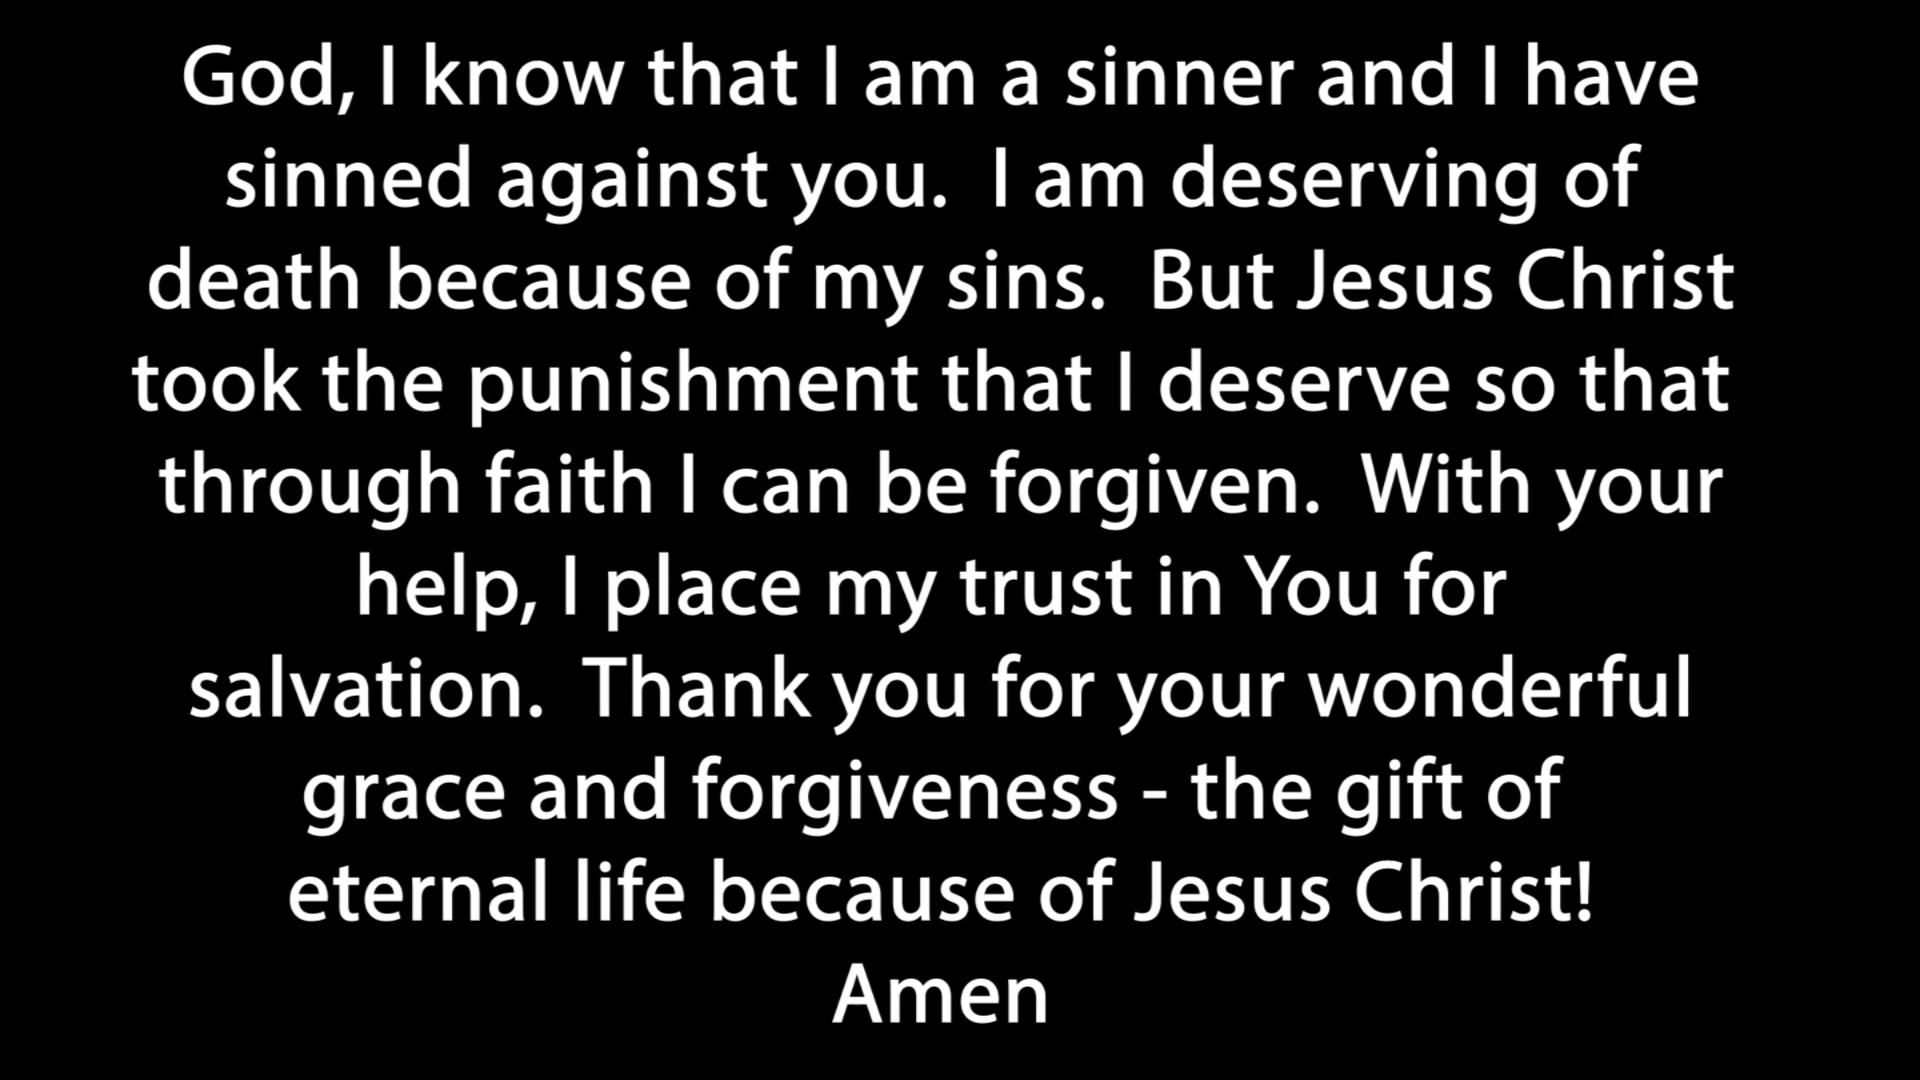 God, I know that I am a sinner and I have
sinned against you.  I am deserving of
death because of my sins.  But Jesus Christ
took the punishment that I deserve so that
through faith I can be forgiven.  With your
help, I place my trust in You for
salvation.  Thank you for your wonderful
grace and forgiveness - the gift of
eternal life because of Jesus Christ!
Amen